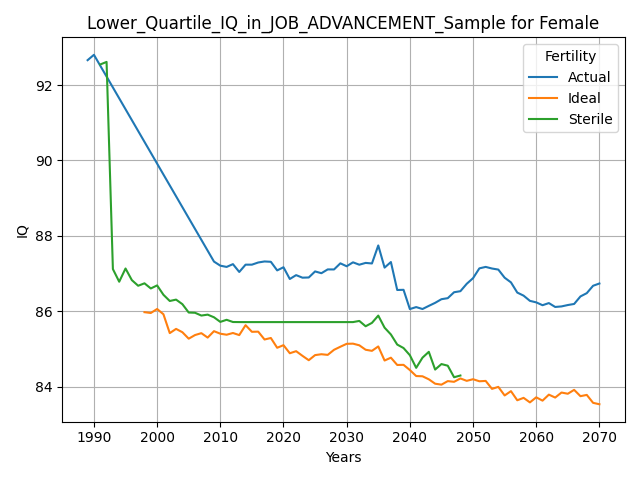 Lower_Quartile_IQ_in_JOB_ADVANCEMENT_Sample for Female
Fertility
Actual
Ideal
Sterile
IQ
92
90
88
86
84
1990 2000 2010 2020 2030 2040 2050 2060 2070
Years